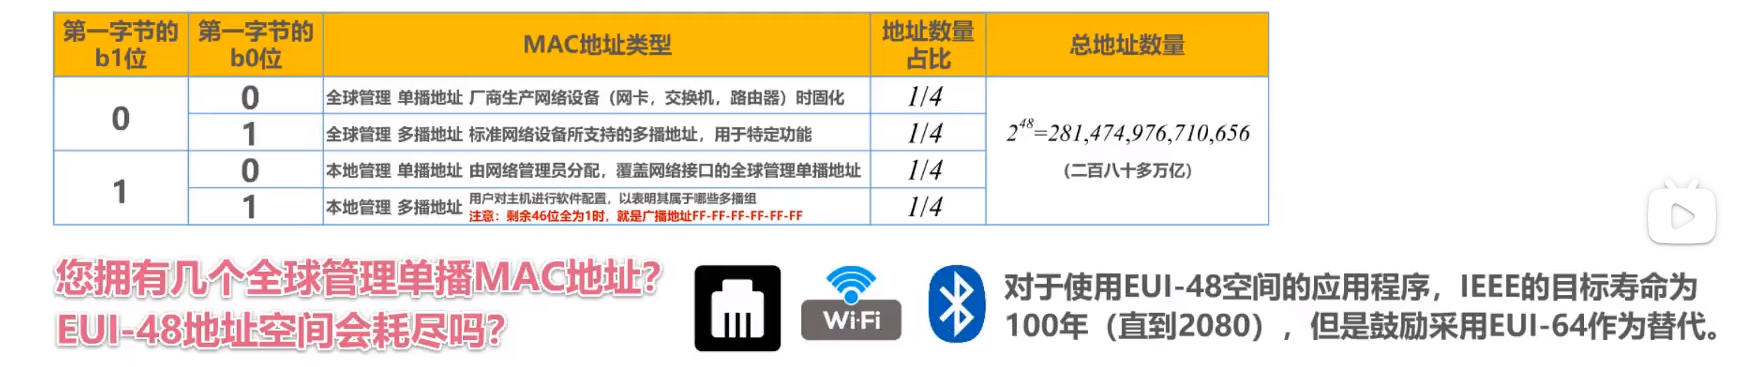 第一字节的
b1位
第一字节的
b0位
MAC地址类型
地址数量
占比
总地址数量
0
0
全球管理 单播地址 厂商生产网络设备（网卡，交换机，路由器）时固化
1/4
1
全球管理 多播地址 标准网络设备所支持的多播地址，用于特定功能
1/4
1
0
本地管理 单播地址 由网络管理员分配，覆盖网络接口的全球管理单播地址
1/4
1
本地管理 多播地址
用户对主机进行软件配置，以表明其属于哪些多播组
注意：剩余46位全为1时，就是广播地址FF-FF-FF-FF-FF-FF
1/4
2^48=281,474,976,710,656
(二百八十多万亿)
您拥有几个全球管理单播MAC地址？
EUI-48地址空间会耗尽吗？
Wi-Fi
对于使用EUI-48空间的应用程序，IEEE的目标寿命为
100年（直到2080），但是鼓励采用EUI-64作为替代。